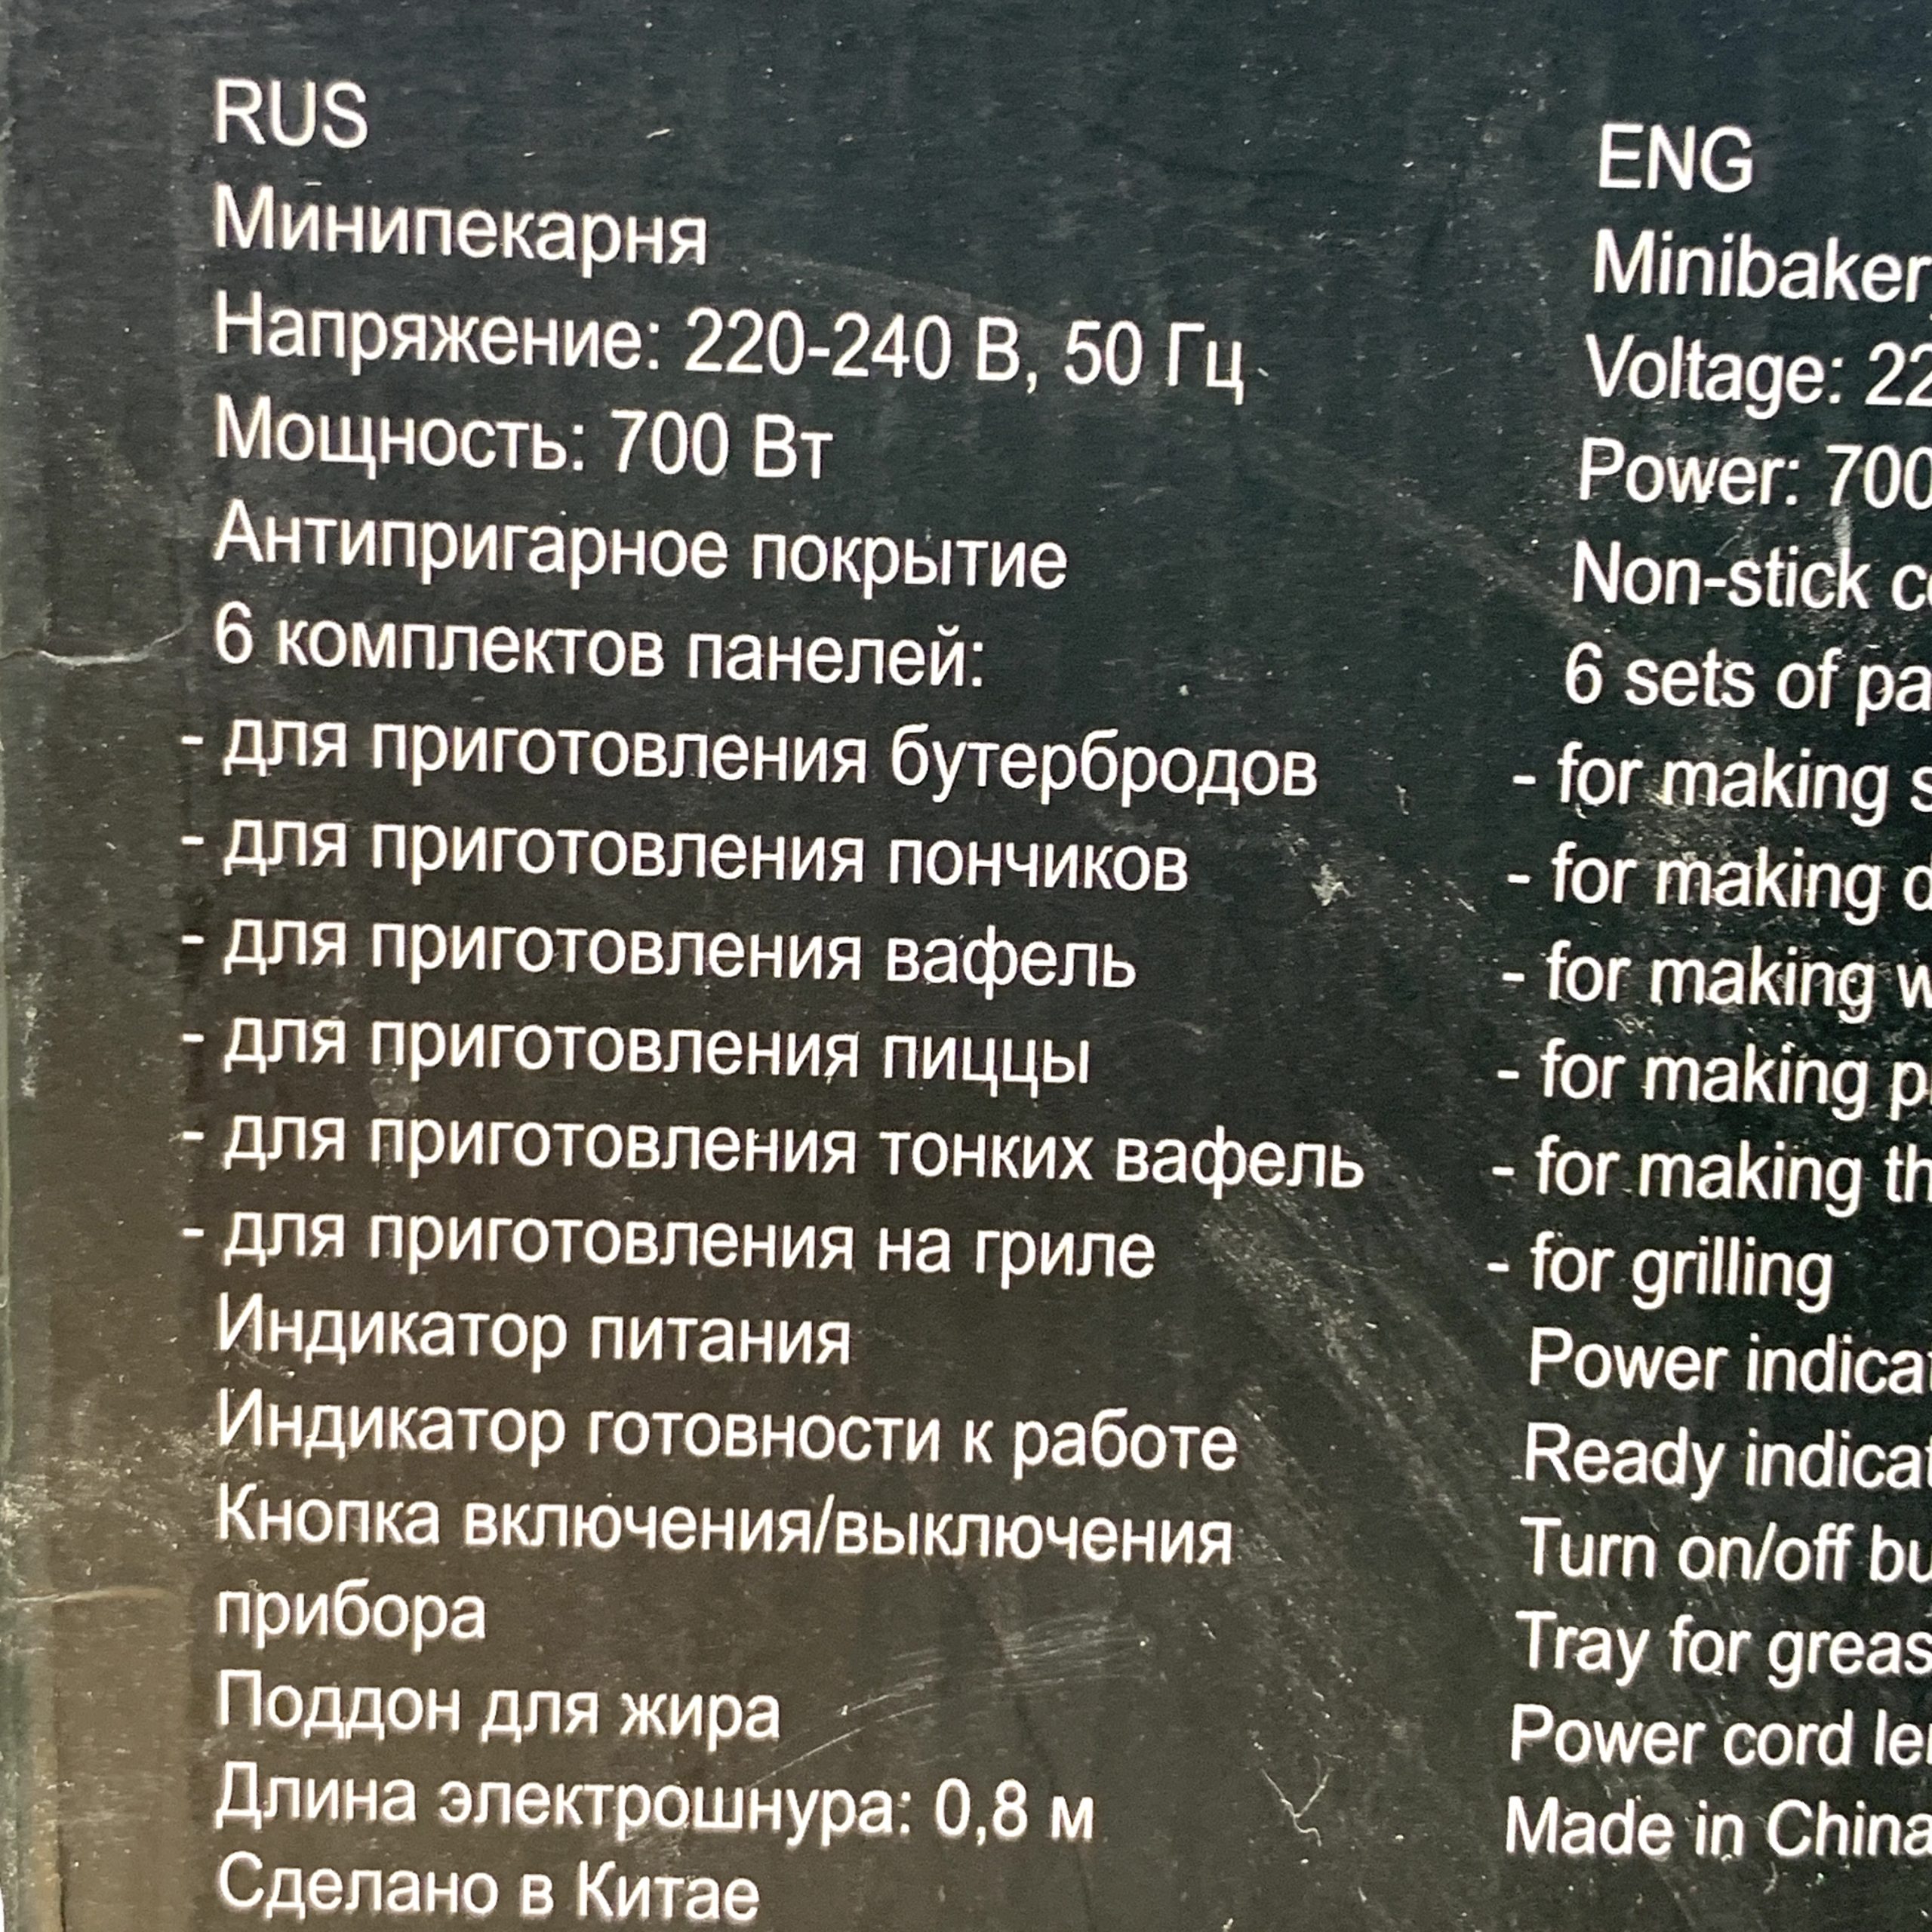 RUS
Минипекарня
Напряжение: 220-240 В, 50 Гц
Мощность: 700 Вт
Антипригарное покрытие
6 комплектов панелей:
- для приготовления бутербродов
- для приготовления пончиков
- для приготовления вафель
- для приготовления пиццы
- для приготовления тонких вафель
- для приготовления на гриле
Индикатор питания
Индикатор готовности к работе
Кнопка включения/выключения
прибора
Поддон для жира
Длина электрошнура: 0,8 м
Сделано в Китае
ENG
Minibaker
Voltage: 22
Power: 700
Non-stick
6 sets of pa
- for making
- for making
- for making
- for making
- for making th
- for grilling
Power indicat
Ready indicat
Turn on/off bu
Tray for greas
Power cord le
Made in China